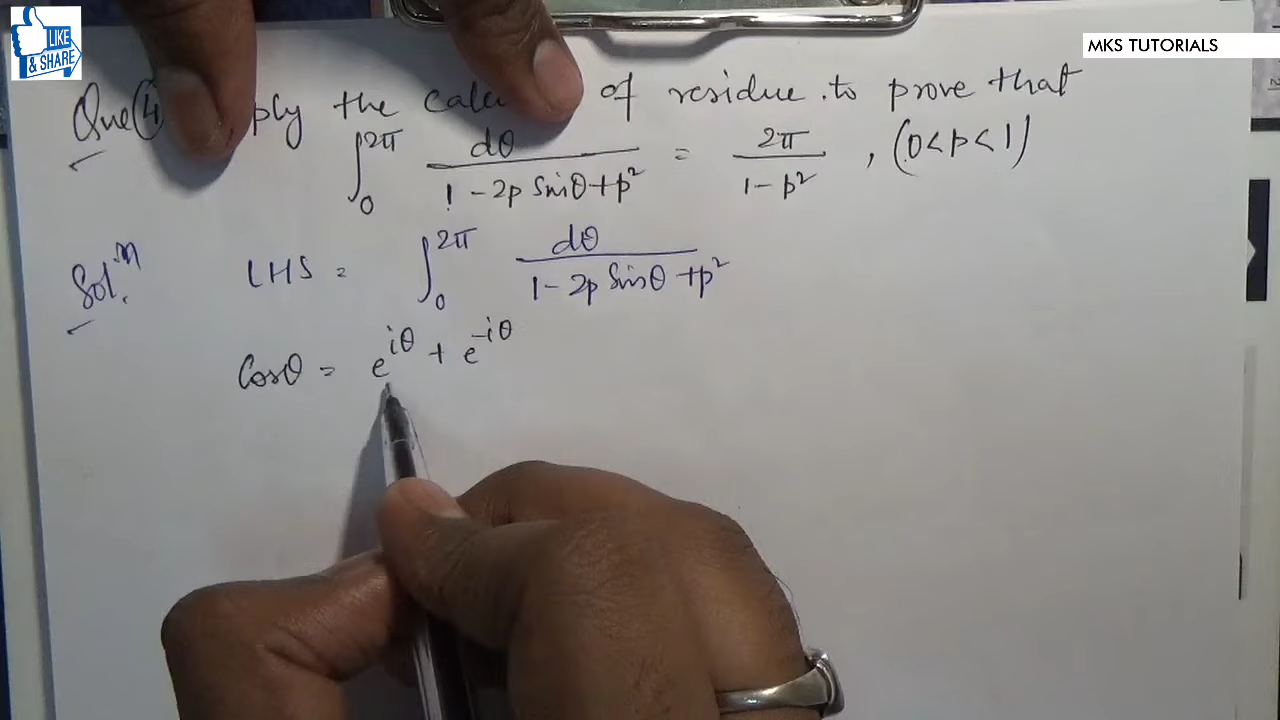 LIKE
& SHARE
MKS TUTORIALS
Que 4 ply the calcu of residue to prove that
∫₀^2π dθ / (1 - 2p Sinθ + p²) = 2π / (1 - p²) , (0 < p < 1)
Solⁿ. LHS = ∫₀^2π dθ / (1 - 2p Sinθ + p²)
Cosθ = e^iθ + e^-iθ